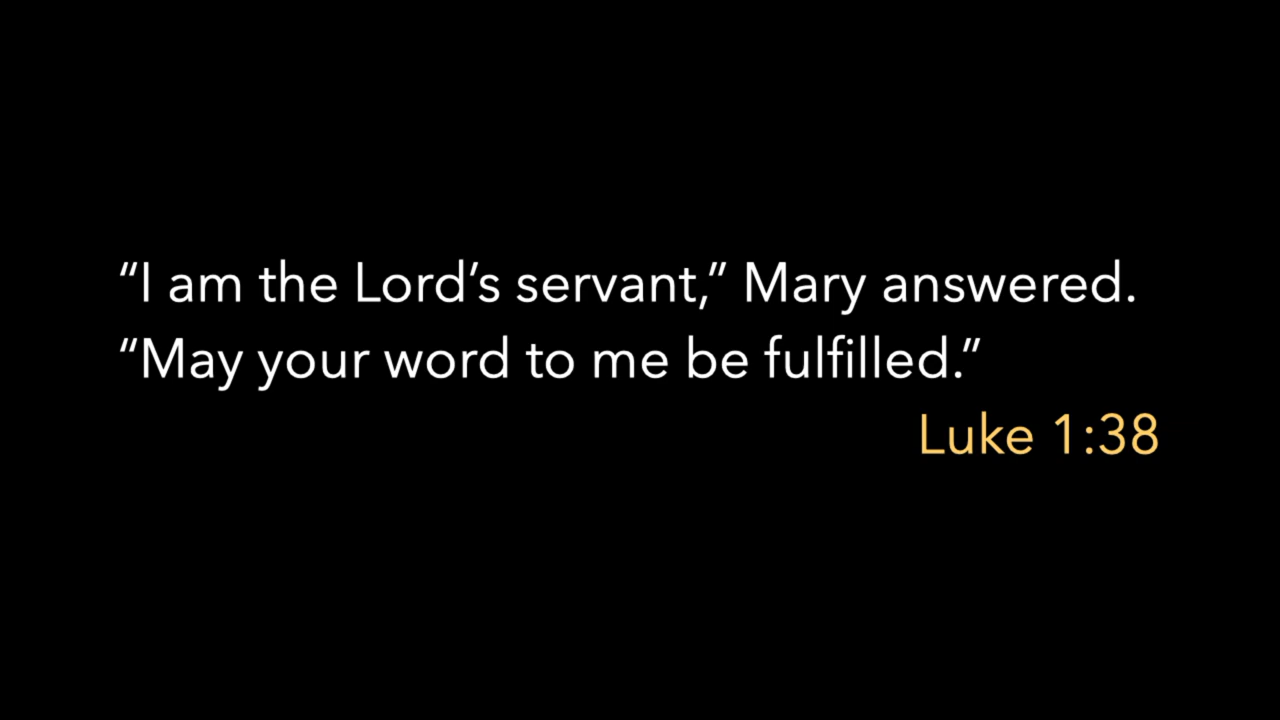 “I am the Lord’s servant,” Mary answered.
“May your word to me be fulfilled.”
Luke 1:38